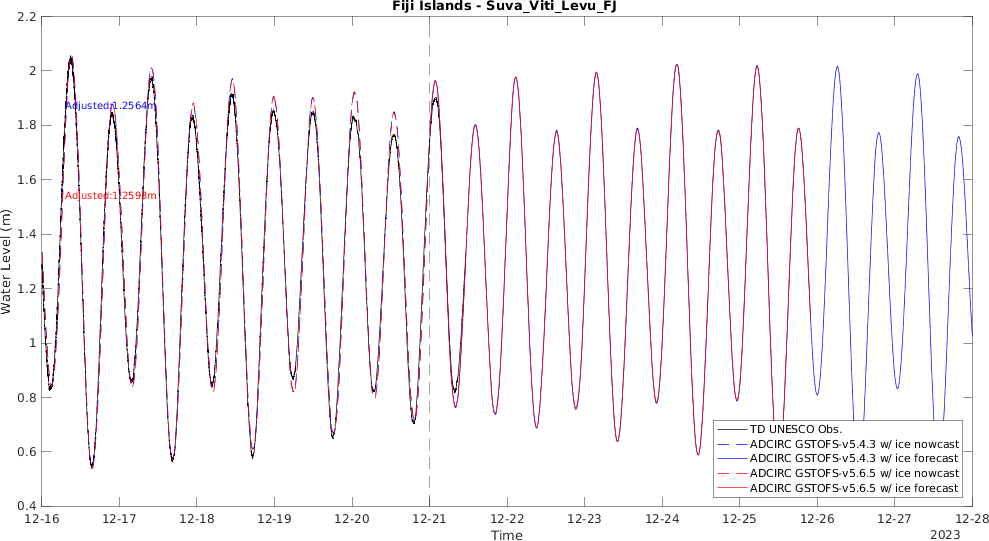 Fiji Islands - Suva_Viti_Levu_FJ
2.2
2
1.8
1.6
1.4
1.2
1
0.8
0.6
0.4
Water Level (m)
Adjusted:1.2564m
Adjusted:1.2593m
TD UNESCO Obs.
ADCIRC GSTOFS-v5.4.3 w/ ice nowcast
ADCIRC GSTOFS-v5.4.3 w/ ice forecast
ADCIRC GSTOFS-v5.6.5 w/ ice nowcast
ADCIRC GSTOFS-v5.6.5 w/ ice forecast
12-16 12-17 12-18 12-19 12-20 12-21 12-22 12-23 12-24 12-25 12-26 12-27 12-28
Time
2023